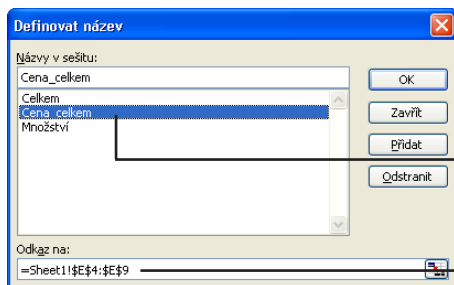 Definovat název
Názvy v sešitu:
Cena_celkem
OK
Celkem
Cena_celkem
Množství
Zavřít
Přidat
Odstranit
Odkaz na:
=Sheet1!$E$4:$E$9